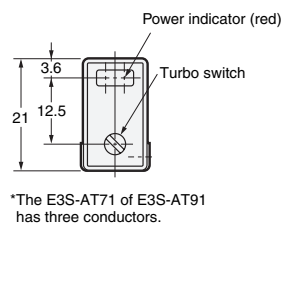 Power indicator (red)
3.6
Turbo switch
12.5
21
*The E3S-AT71 of E3S-AT91
has three conductors.